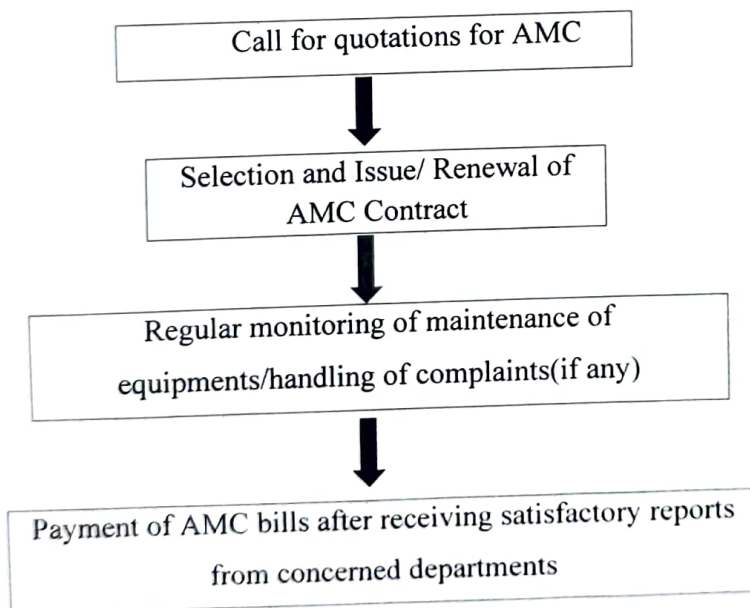 Call for quotations for AMC
Selection and Issue/ Renewal of
AMC Contract
Regular monitoring of maintenance of
equipments/handling of complaints(if any)
Payment of AMC bills after receiving satisfactory reports
from concerned departments